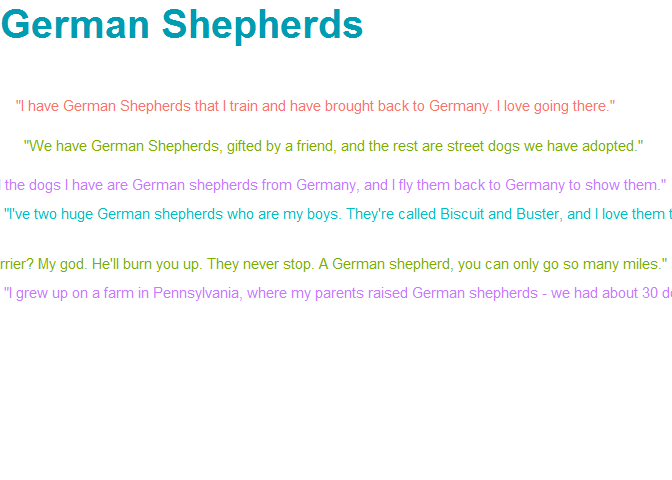 German Shepherds
"I have German Shepherds that I train and have brought back to Germany. I love going there."
"We have German Shepherds, gifted by a friend, and the rest are street dogs we have adopted."
the dogs I have are German shepherds from Germany, and I fly them back to Germany to show them."
"I've two huge German shepherds who are my boys. They're called Biscuit and Buster, and I love them
My god. He'll burn you up. They never stop. A German shepherd, you can only go so many miles."
"I grew up on a farm in Pennsylvania, where my parents raised German shepherds - we had about 30